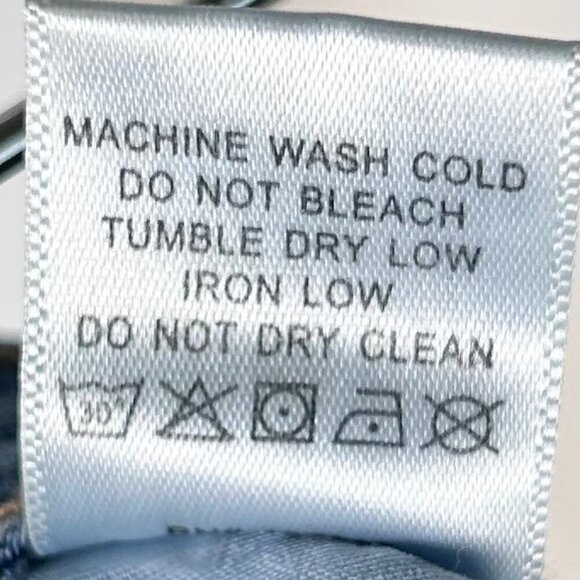 MACHINE WASH COLD
DO NOT BLEACH
TUMBLE DRY LOW
IRON LOW
DO NOT DRY CLEAN
30°